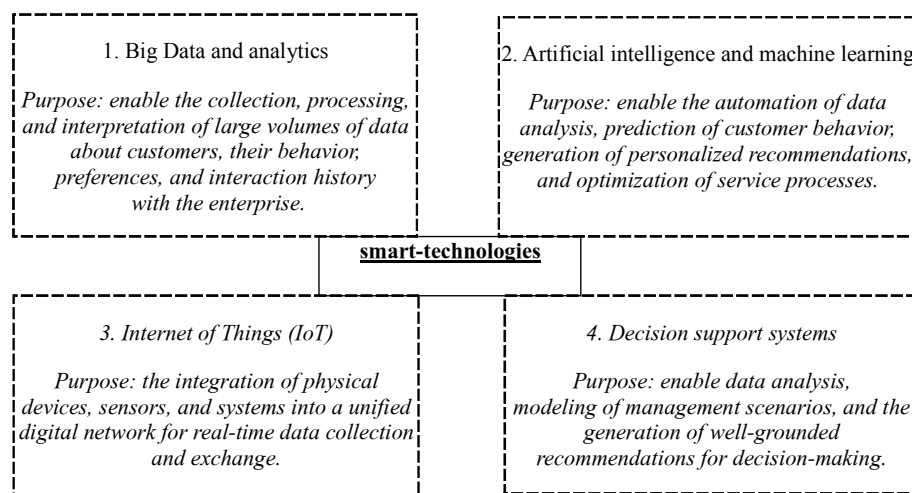 1. Big Data and analytics
Purpose: enable the collection, processing,
and interpretation of large volumes of data
about customers, their behavior,
preferences, and interaction history
with the enterprise.
2. Artificial intelligence and machine learning
Purpose: enable the automation of data
analysis, prediction of customer behavior,
generation of personalized recommendations,
and optimization of service processes.
smart-technologies
3. Internet of Things (IoT)
Purpose: the integration of physical
devices, sensors, and systems into a unified
digital network for real-time data collection
and exchange.
4. Decision support systems
Purpose: enable data analysis,
modeling of management scenarios, and the
generation of well-grounded
recommendations for decision-making.